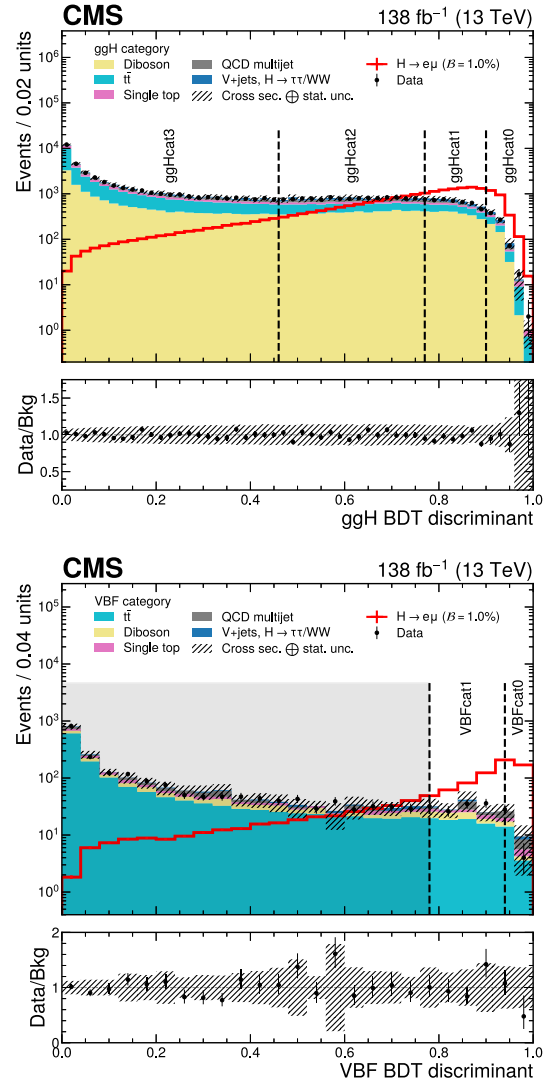 CMS 138 fb⁻¹ (13 TeV)
ggH category
Diboson
tt̄
Single top
QCD multijet
V+jets, H → ττ/WW
Cross sec. ⊕ stat. unc.
H → eμ (ℬ = 1.0%)
Data
Events / 0.02 units
10⁶
10⁵
10⁴
10³
10²
10¹
10⁰
ggHcat3
ggHcat2
ggHcat1
ggHcat0
Data/Bkg
1.5
1.0
0.5
0.0 0.2 0.4 0.6 0.8 1.0
ggH BDT discriminant
CMS 138 fb⁻¹ (13 TeV)
VBF category
tt̄
Diboson
Single top
QCD multijet
V+jets, H → ττ/WW
Cross sec. ⊕ stat. unc.
H → eμ (ℬ = 1.0%)
Data
Events / 0.04 units
10⁵
10⁴
10³
10²
10¹
10⁰
VBFcat1
VBFcat0
Data/Bkg
2
1
0
0.0 0.2 0.4 0.6 0.8 1.0
VBF BDT discriminant